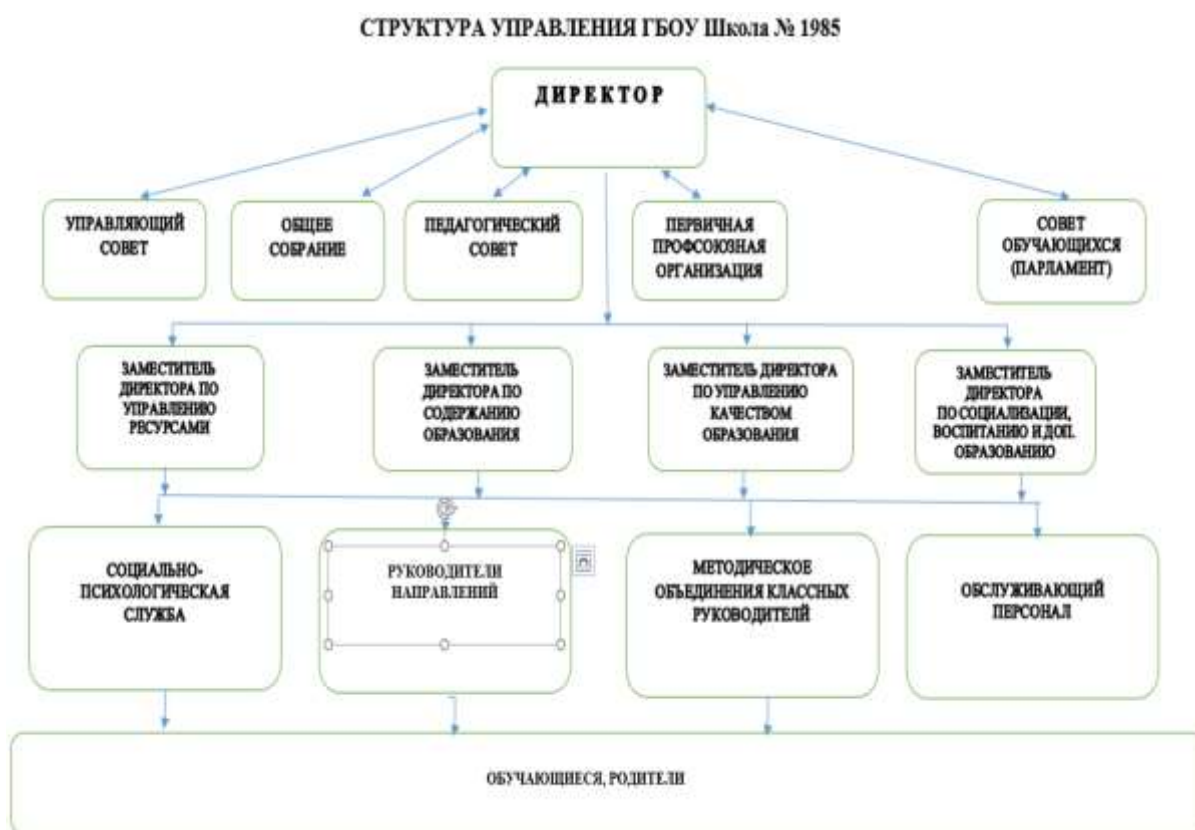 СТРУКТУРА УПРАВЛЕНИЯ ГБОУ Школа № 1985
ДИРЕКТОР
УПРАВЛЯЮЩИЙ
СОВЕТ
ОБЩЕЕ
СОБРАНИЕ
ПЕДАГОГИЧЕСКИЙ
СОВЕТ
ПЕРВИЧНАЯ
ПРОФСОЮЗНАЯ
ОРГАНИЗАЦИЯ
СОВЕТ
ОБУЧАЮЩИХСЯ
(ПАРЛАМЕНТ)
ЗАМЕСТИТЕЛЬ
ДИРЕКТОРА ПО
УПРАВЛЕНИЮ
РЕСУРСАМИ
ЗАМЕСТИТЕЛЬ
ДИРЕКТОРА ПО
СОДЕРЖАНИЮ
ОБРАЗОВАНИЯ
ЗАМЕСТИТЕЛЬ ДИРЕКТОРА
ПО УПРАВЛЕНИЮ
КАЧЕСТВОМ
ОБРАЗОВАНИЯ
ЗАМЕСТИТЕЛЬ
ДИРЕКТОРА
ПО СОЦИАЛИЗАЦИИ,
ВОСПИТАНИЮ И ДОП.
ОБРАЗОВАНИЮ
СОЦИАЛЬНО-
ПСИХОЛОГИЧЕСКАЯ
СЛУЖБА
РУКОВОДИТЕЛИ
НАПРАВЛЕНИЙ
МЕТОДИЧЕСКОЕ
ОБЪЕДИНЕНИЯ КЛАССНЫХ
РУКОВОДИТЕЛЙ
ОБСЛУЖИВАЮЩИЙ
ПЕРСОНАЛ
ОБУЧАЮЩИЕСЯ, РОДИТЕЛИ